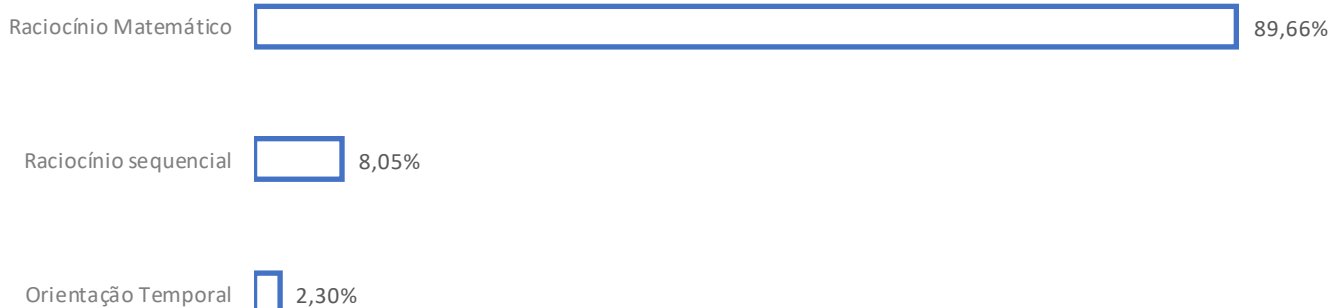 Raciocínio Matemático 89,66%
Raciocínio sequencial 8,05%
Orientação Temporal 2,30%